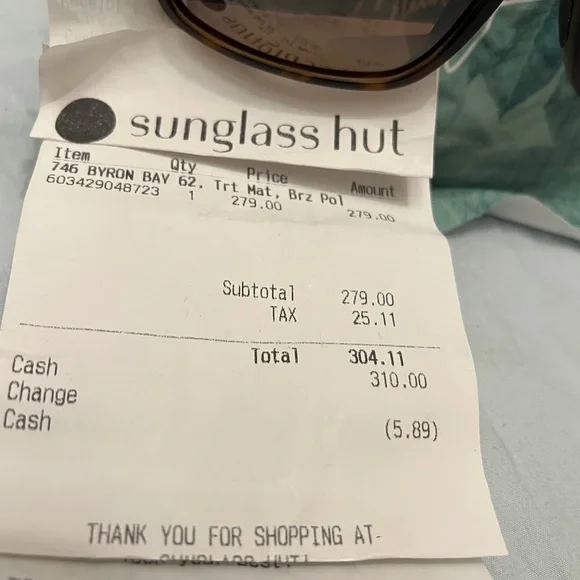 sunglass hut
Item Qty Price Amount
746 BYRON BAY 62, Trt Mat, Brz Pol
603429048723 1 279.00 279.00
Subtotal 279.00
TAX 25.11
Total 304.11
Cash 310.00
Change
Cash (5.89)
THANK YOU FOR SHOPPING AT-